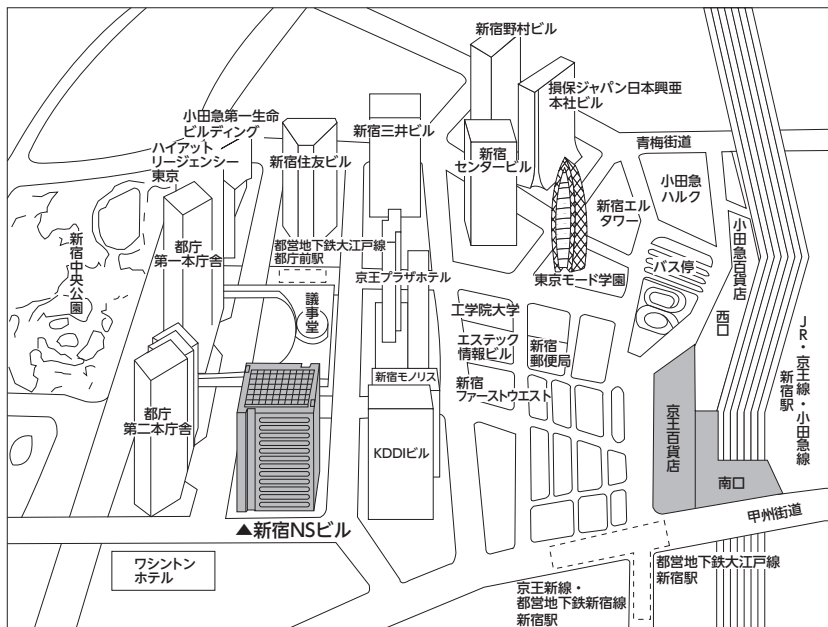 新宿野村ビル
損保ジャパン日本興亜
本社ビル
小田急第一生命
ビルディング
ハイアット
リージェンシー
東京
新宿住友ビル
新宿三井ビル
新宿
センタービル
青梅街道
小田急
ハルク
新宿エル
タワー
小田急百貨店
新宿中央公園
都庁
第一本庁舎
都営地下鉄大江戸線
都庁前駅
京王プラザホテル
東京モード学園
バス停
西口
JR・京王線・小田急線
新宿駅
議事堂
工学院大学
エステック
情報ビル
新宿
郵便局
新宿モノリス
新宿
ファーストウエスト
都庁
第二本庁舎
KDDIビル
京王百貨店
南口
甲州街道
▲新宿NSビル
ワシントン
ホテル
都営地下鉄大江戸線
新宿駅
京王新線・
都営地下鉄新宿線
新宿駅